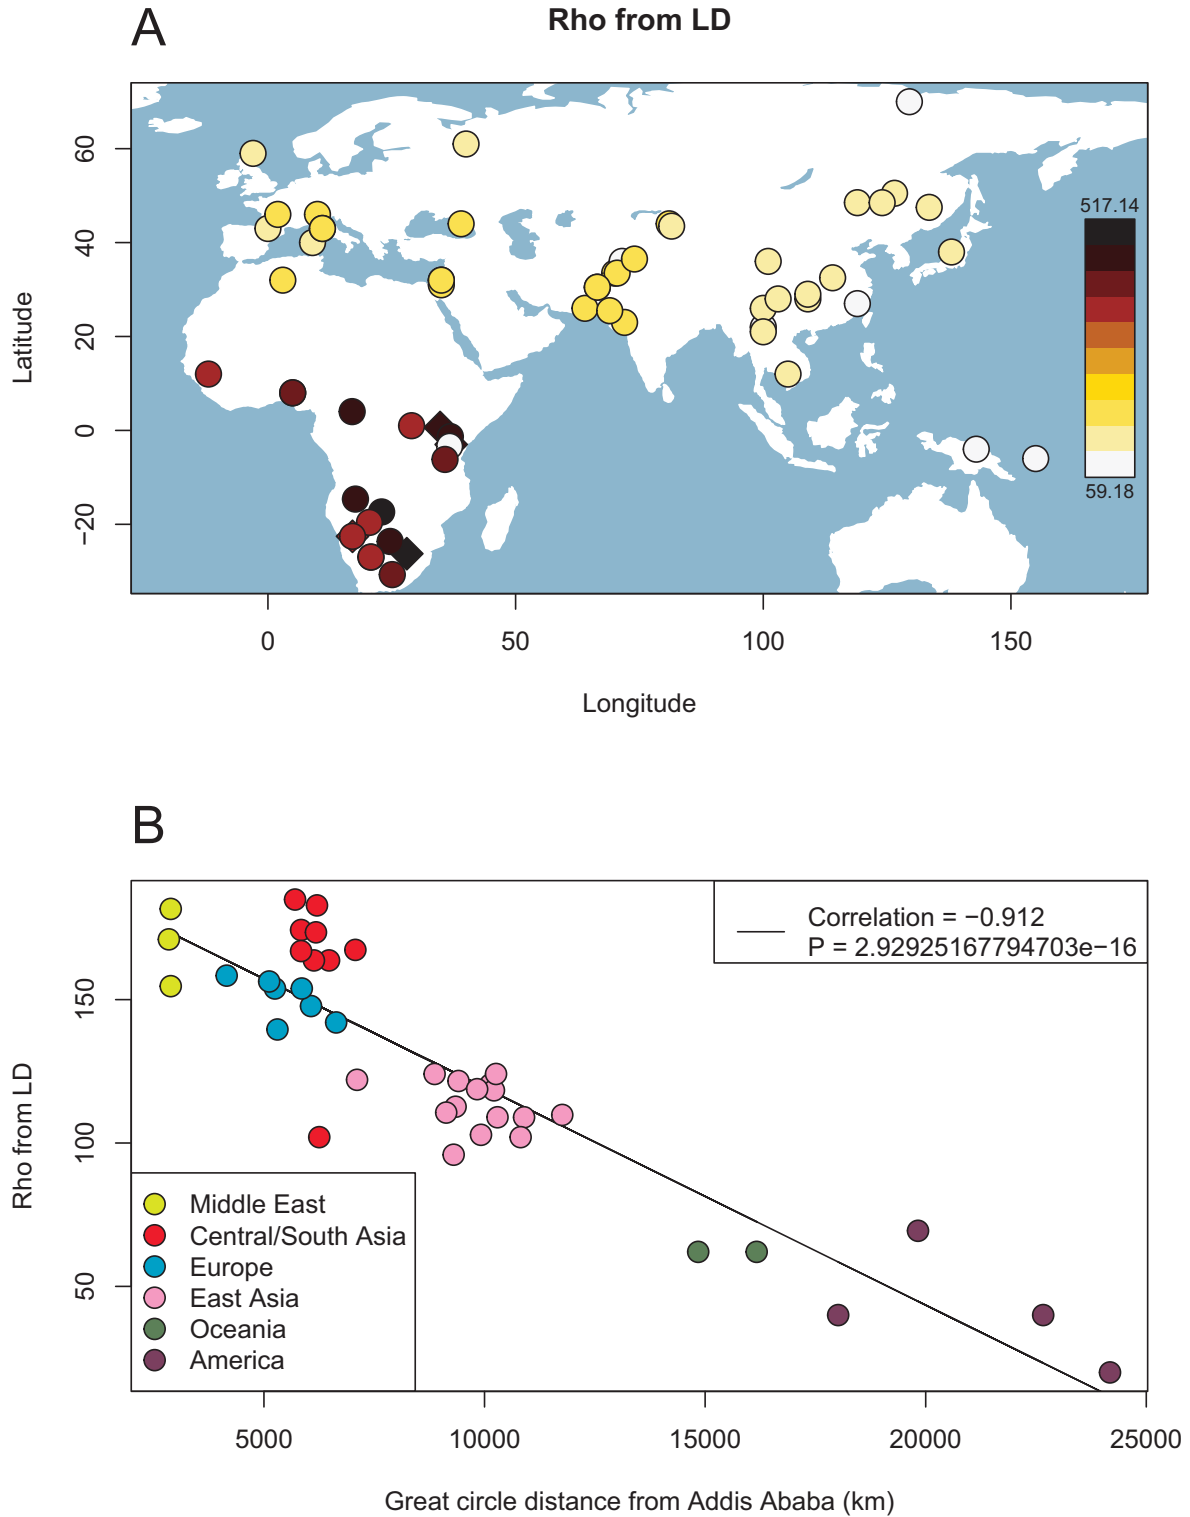 A
Rho from LD
60
40
20
0
−20
Latitude
517.14
59.18
0
50
100
150
Longitude
B
Correlation = −0.912
P = 2.92925167794703e−16
150
100
50
Rho from LD
Middle East
Central/South Asia
Europe
East Asia
Oceania
America
5000
10000
15000
20000
25000
Great circle distance from Addis Ababa (km)